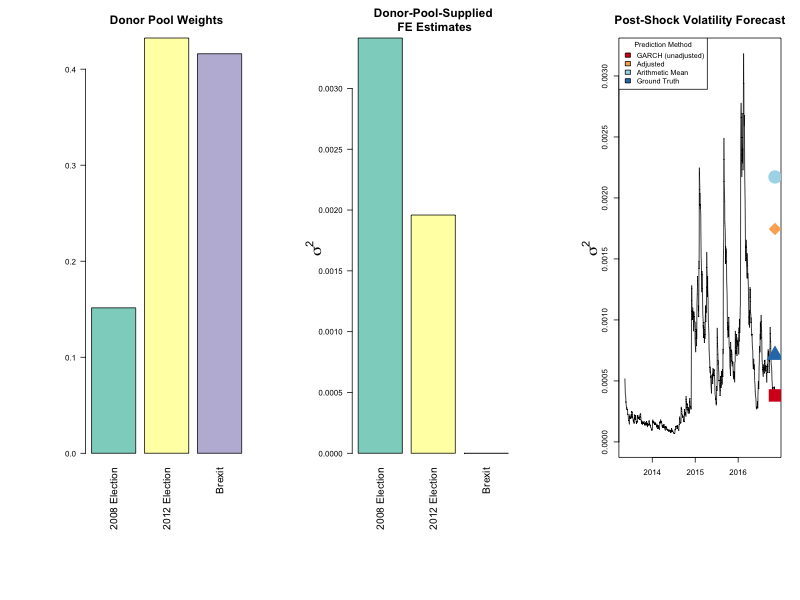 Donor Pool Weights
0.4
0.3
0.2
0.1
0.0
2008 Election
2012 Election
Brexit
Donor-Pool-Supplied
FE Estimates
σ2
0.0030
0.0025
0.0020
0.0015
0.0010
0.0005
0.0000
2008 Election
2012 Election
Brexit
Post-Shock Volatility Forecast
σ2
0.0030
0.0025
0.0020
0.0015
0.0010
0.0005
0.0000
Prediction Method
GARCH (unadjusted)
Adjusted
Arithmetic Mean
Ground Truth
2014 2015 2016